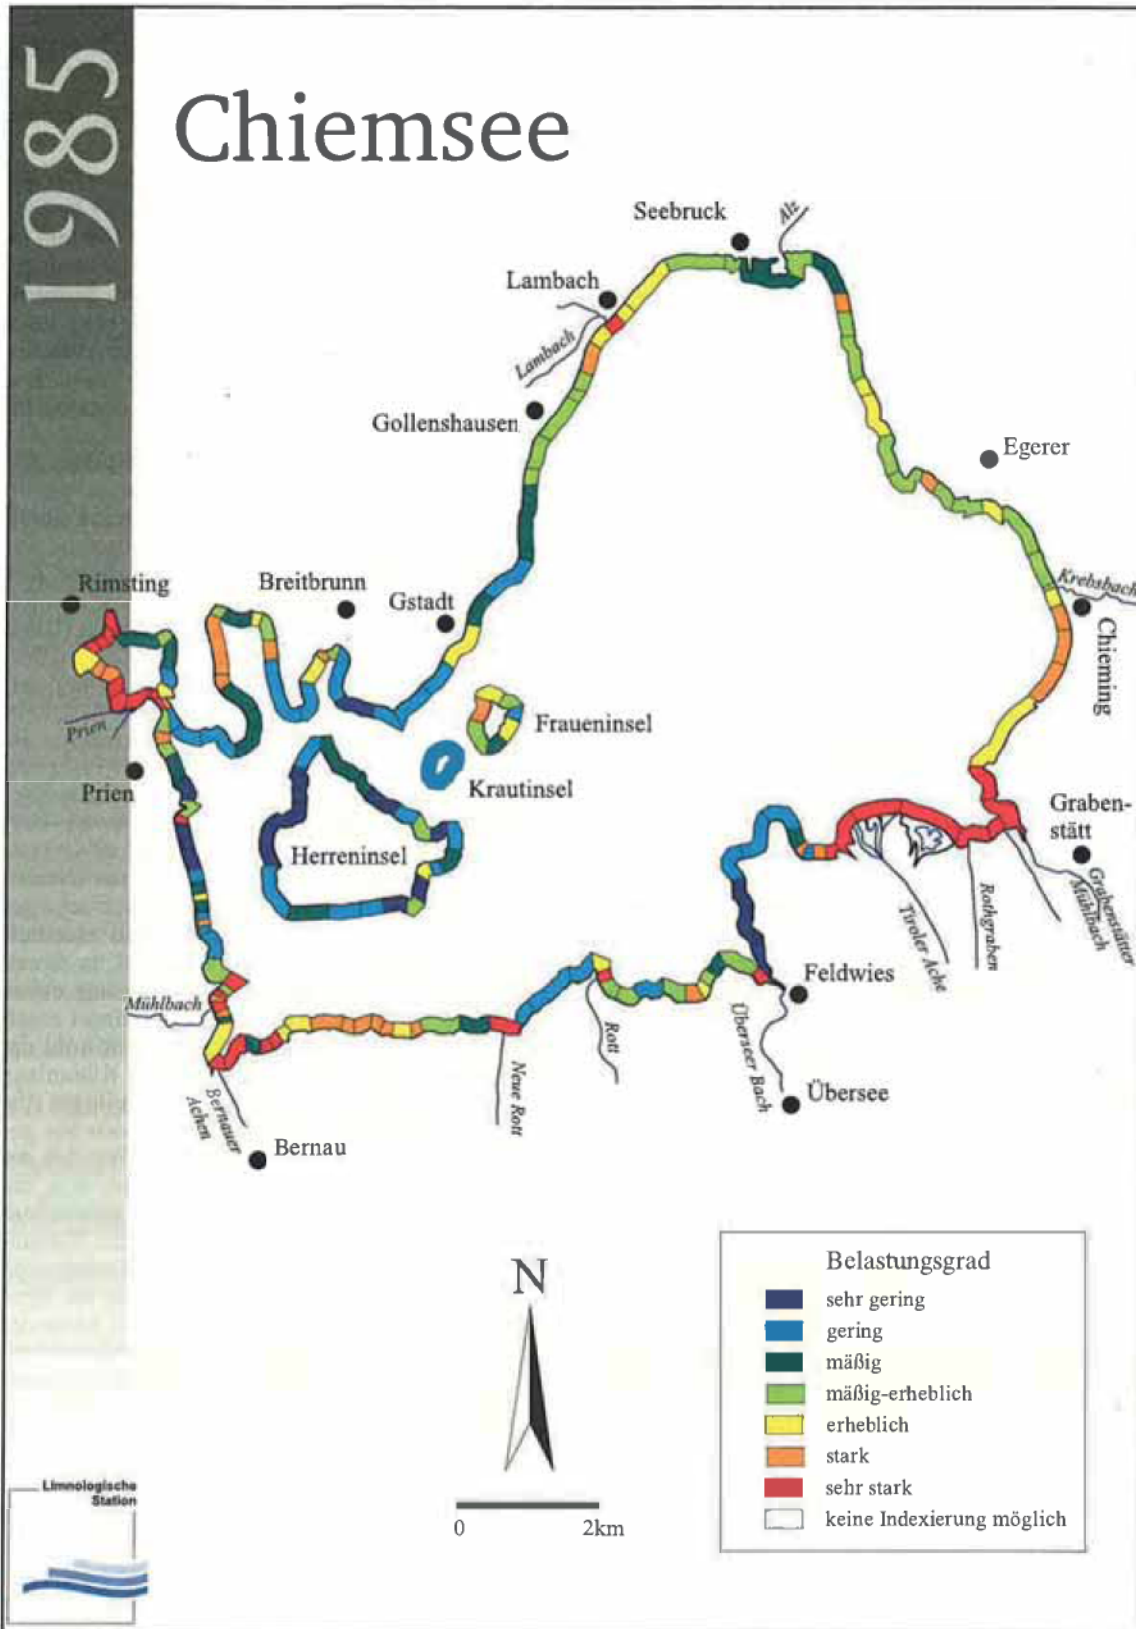 1985
Chiemsee
Seebruck
Alz
Lambach
Lambach
Gollenshausen
Egerer
Krebsbach
Rimsting
Breitbrunn
Gstadt
Chieming
Prien
Fraueninsel
Prien
Krautinsel
Herreninsel
Graben-
stätt
Grabenstätter
Mühlbach
Rothgraben
Tiroler Ache
Feldwies
Mühlbach
Rott
Überseer Bach
Neue Rott
Übersee
Bernauer
Achen
Bernau
N
0 2km
Belastungsgrad
sehr gering
gering
mäßig
mäßig-erheblich
erheblich
stark
sehr stark
keine Indexierung möglich
Limnologische
Station